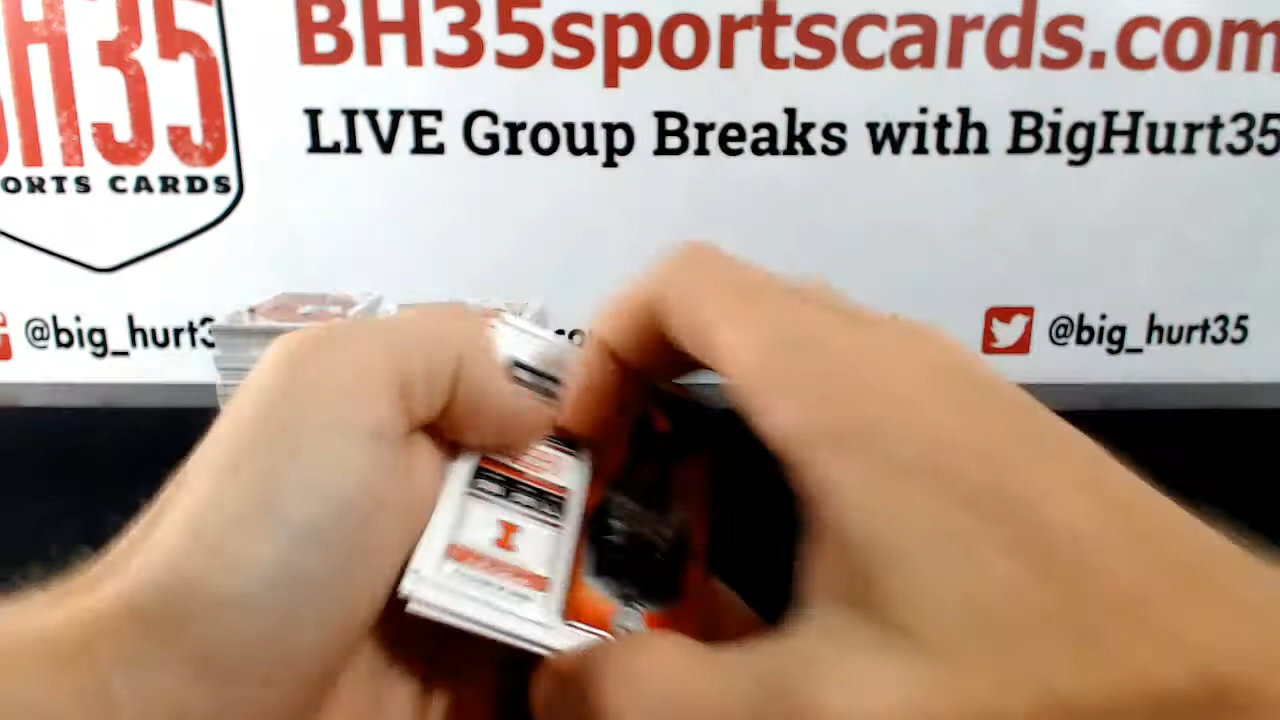 BH35sportscards.com
LIVE Group Breaks with BigHurt35
H35
ORTS CARDS
@big_hurt3
@big_hurt35
I